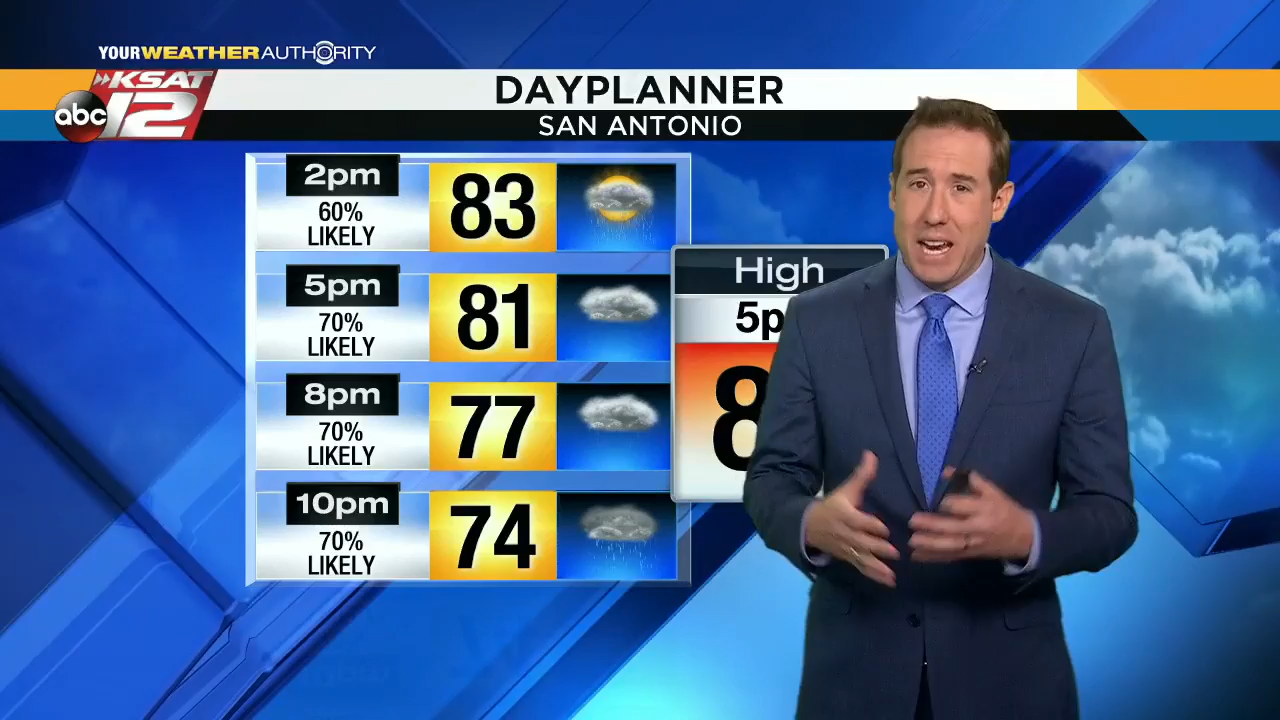 YOUR WEATHER AUTHORITY
KSAT
abc 12
DAYPLANNER
SAN ANTONIO
2pm
60%
LIKELY
83
5pm
70%
LIKELY
81
8pm
70%
LIKELY
77
10pm
70%
LIKELY
74
High